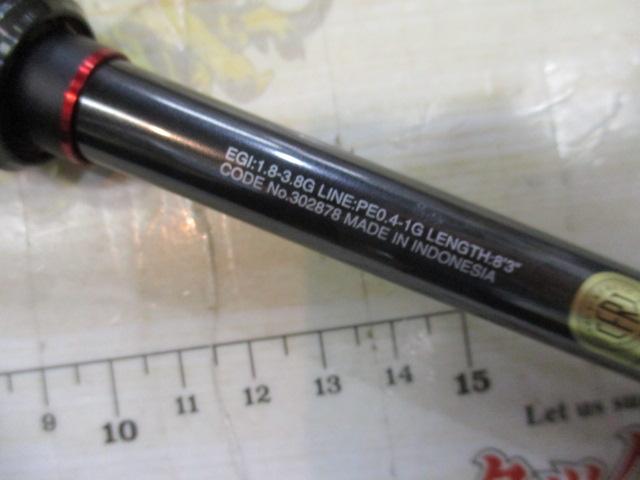 EGI:1.8-3.8G LINE:PE0.4-1G LENGTH:8'3"
CODE No.302878 MADE IN INDONESIA
9 10 11 12 13 14 15
Let us